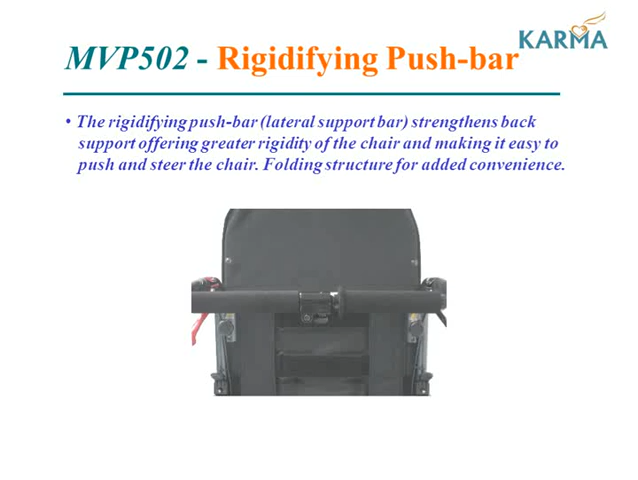 KARMA
MVP502 - Rigidifying Push-bar
• The rigidifying push-bar (lateral support bar) strengthens back
support offering greater rigidity of the chair and making it easy to
push and steer the chair. Folding structure for added convenience.